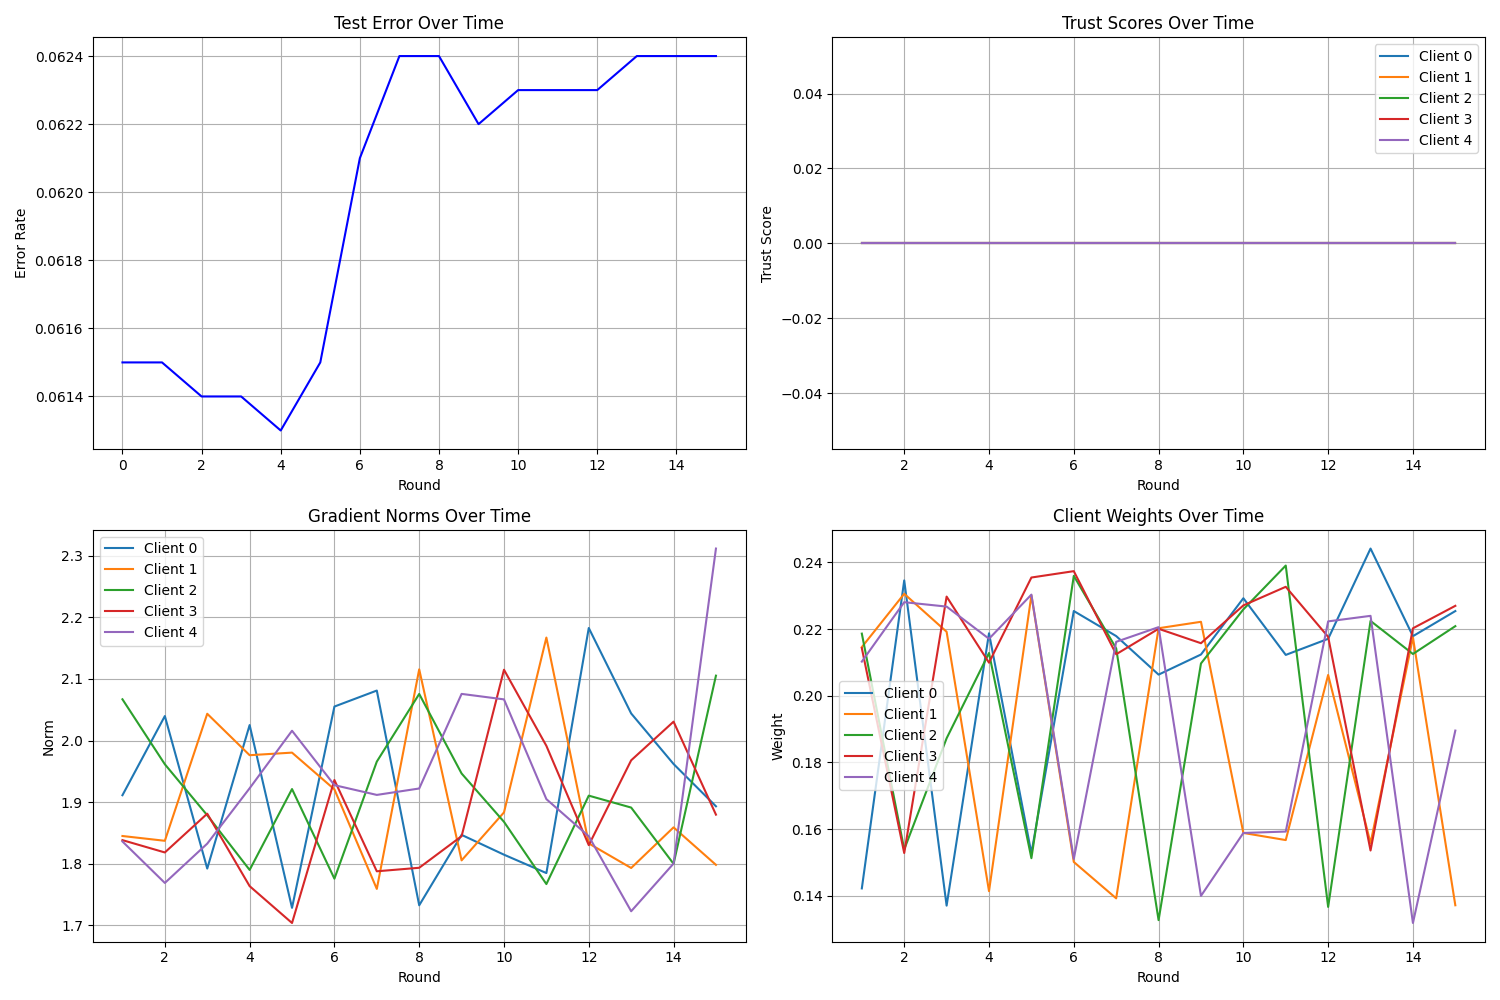 Test Error Over Time
Error Rate
0.0624
0.0622
0.0620
0.0618
0.0616
0.0614
0 2 4 6 8 10 12 14
Round
Trust Scores Over Time
Trust Score
0.04
0.02
0.00
−0.02
−0.04
Client 0
Client 1
Client 2
Client 3
Client 4
2 4 6 8 10 12 14
Round
Gradient Norms Over Time
Norm
2.3
2.2
2.1
2.0
1.9
1.8
1.7
Client 0
Client 1
Client 2
Client 3
Client 4
2 4 6 8 10 12 14
Round
Client Weights Over Time
Weight
0.24
0.22
0.20
0.18
0.16
0.14
Client 0
Client 1
Client 2
Client 3
Client 4
2 4 6 8 10 12 14
Round